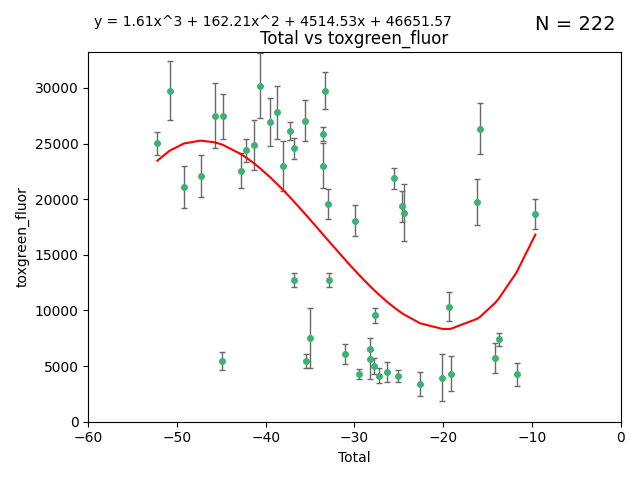 y = 1.61x^3 + 162.21x^2 + 4514.53x + 46651.57
N = 222
Total vs toxgreen_fluor
30000
25000
20000
15000
10000
5000
0
toxgreen_fluor
−60 −50 −40 −30 −20 −10 0
Total